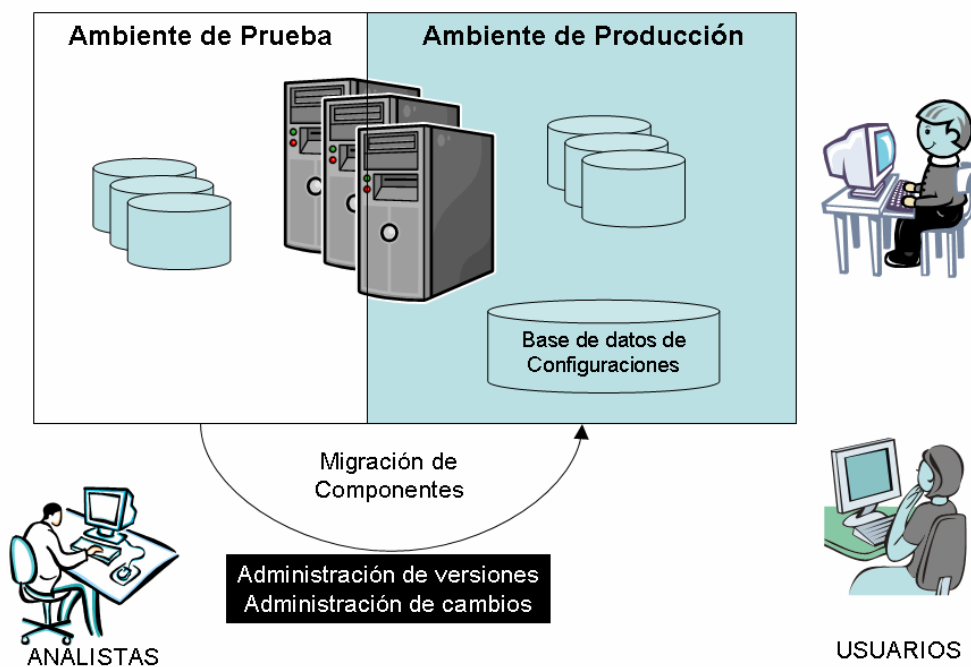 Ambiente de Prueba
Ambiente de Producción
Base de datos de
Configuraciones
Migración de
Componentes
Administración de versiones
Administración de cambios
ANALISTAS
USUARIOS